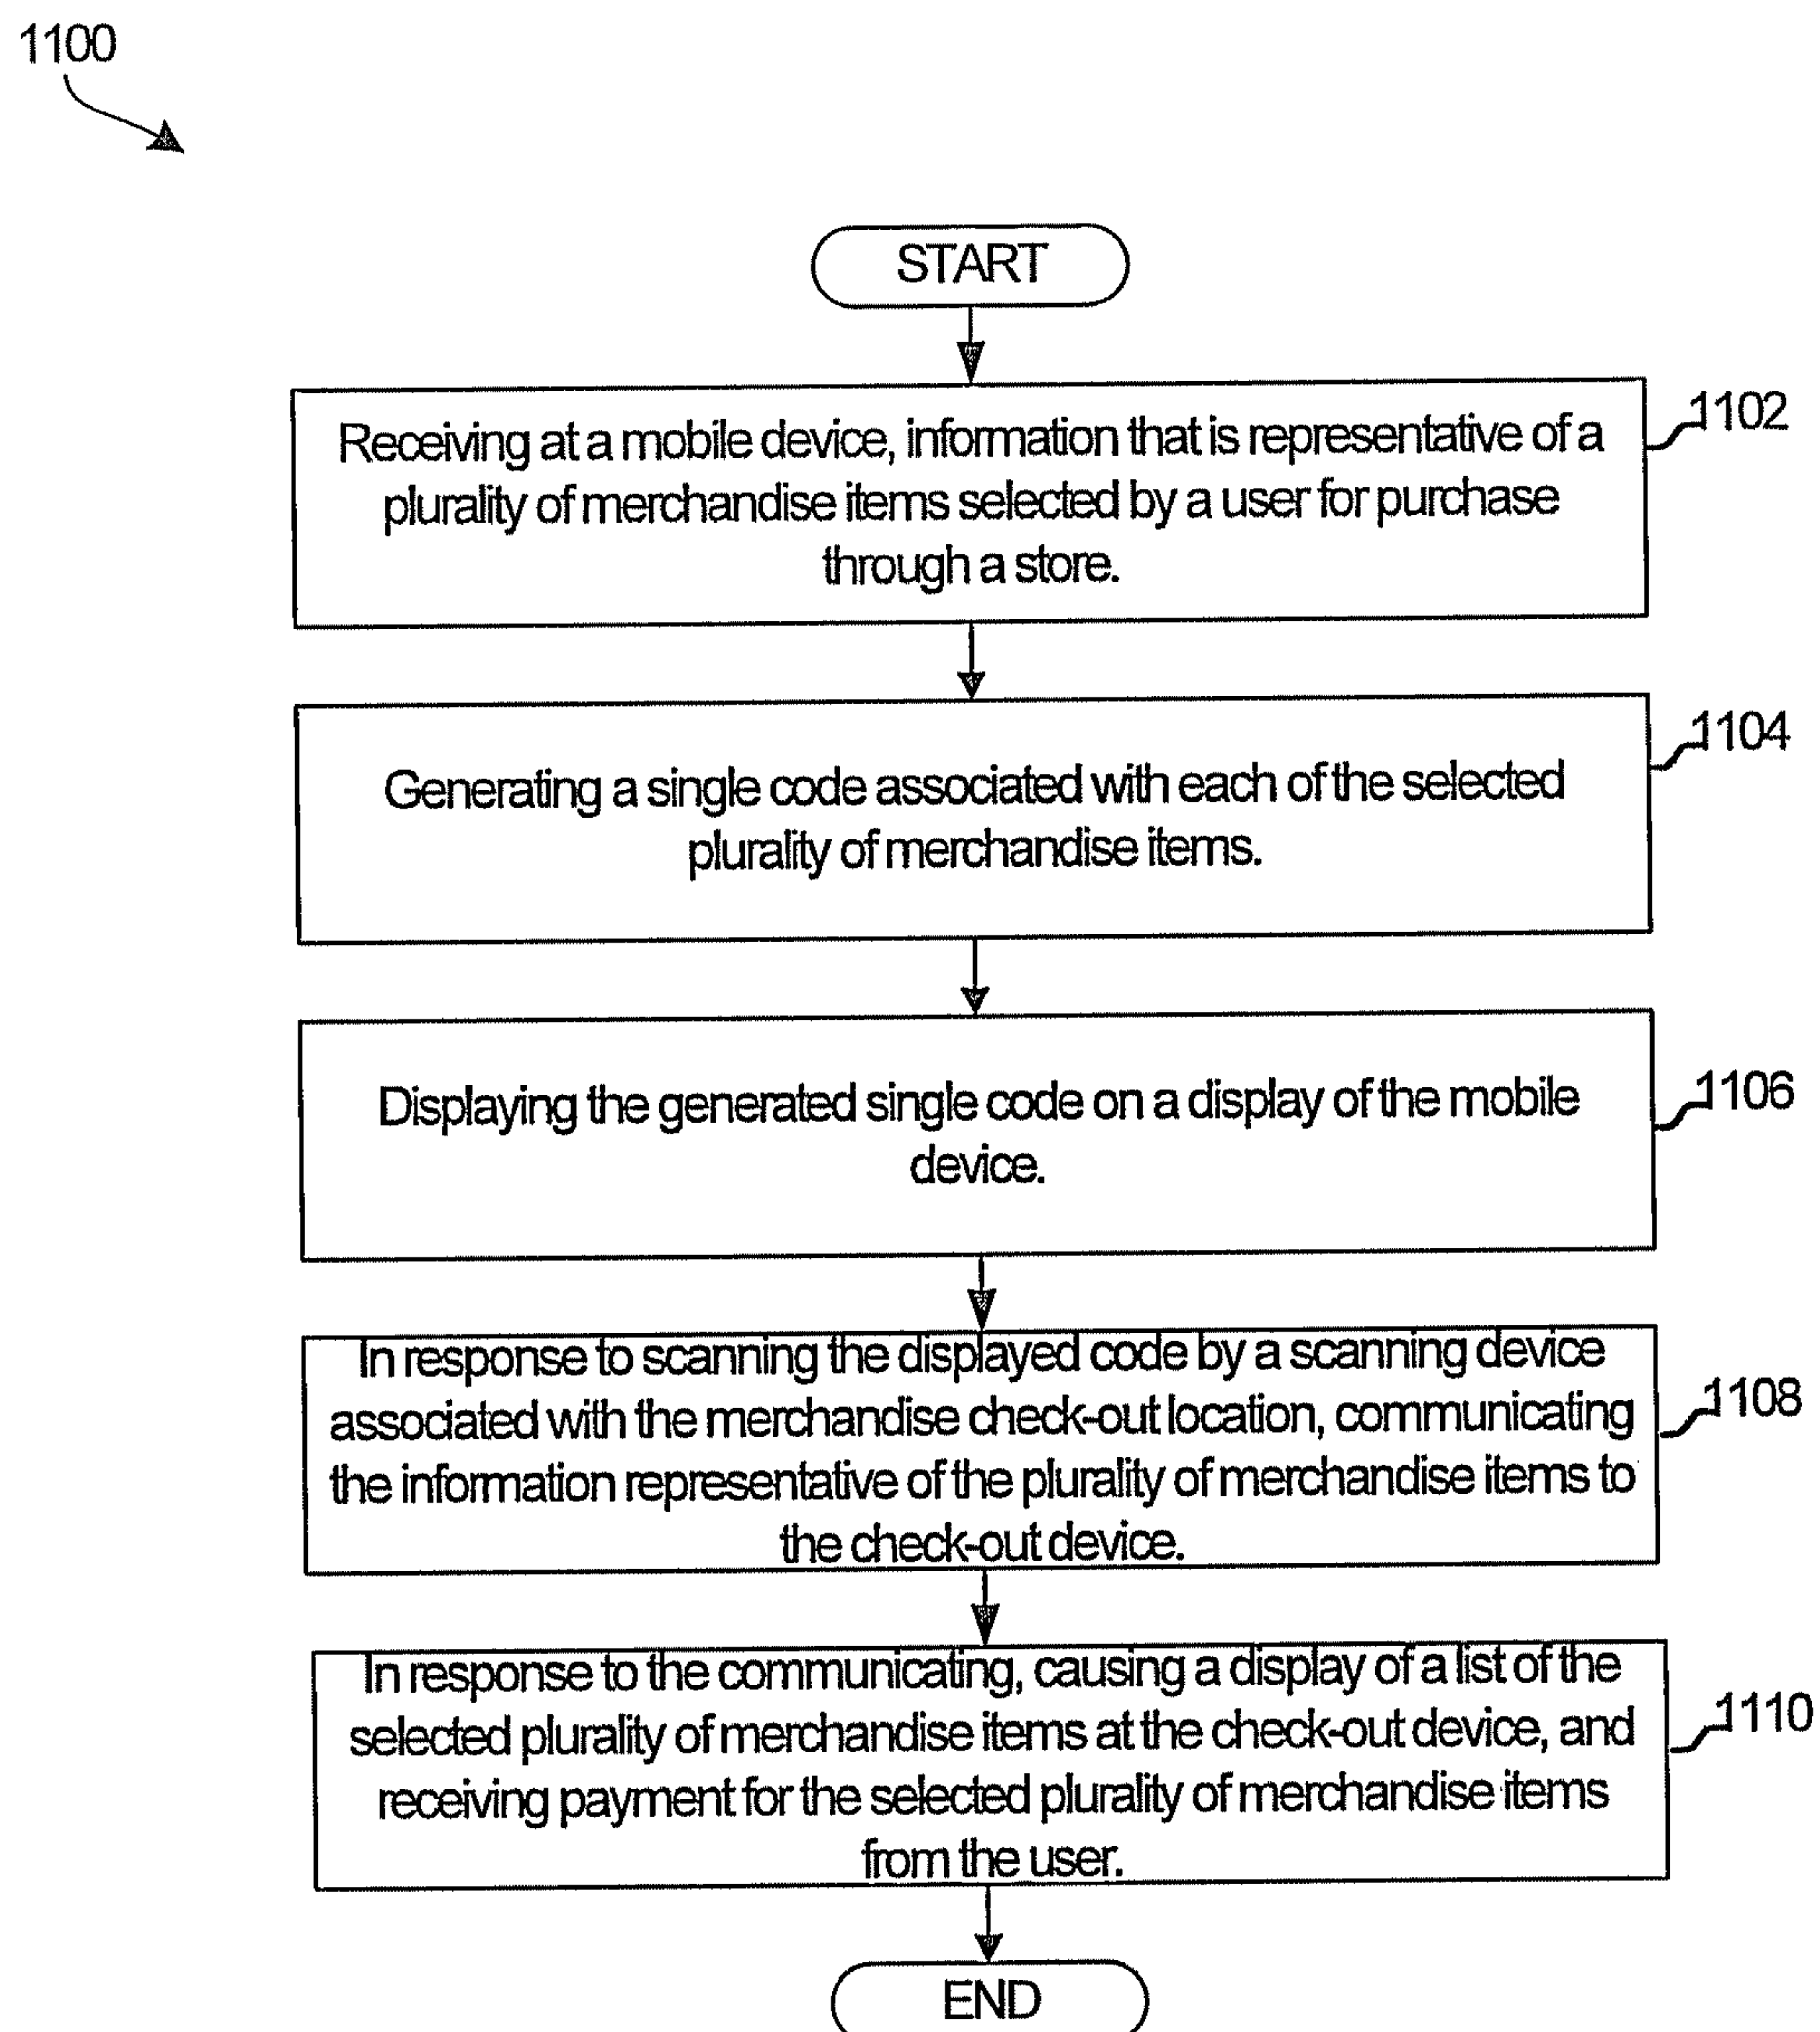 1100
START
Receiving at a mobile device, information that is representative of a
plurality of merchandise items selected by a user for purchase
through a store.
1102
Generating a single code associated with each of the selected
plurality of merchandise items.
1104
Displaying the generated single code on a display of the mobile
device.
1106
In response to scanning the displayed code by a scanning device
associated with the merchandise check-out location, communicating
the information representative of the plurality of merchandise items to
the check-out device.
1108
In response to the communicating, causing a display of a list of the
selected plurality of merchandise items at the check-out device, and
receiving payment for the selected plurality of merchandise items
from the user.
1110
END